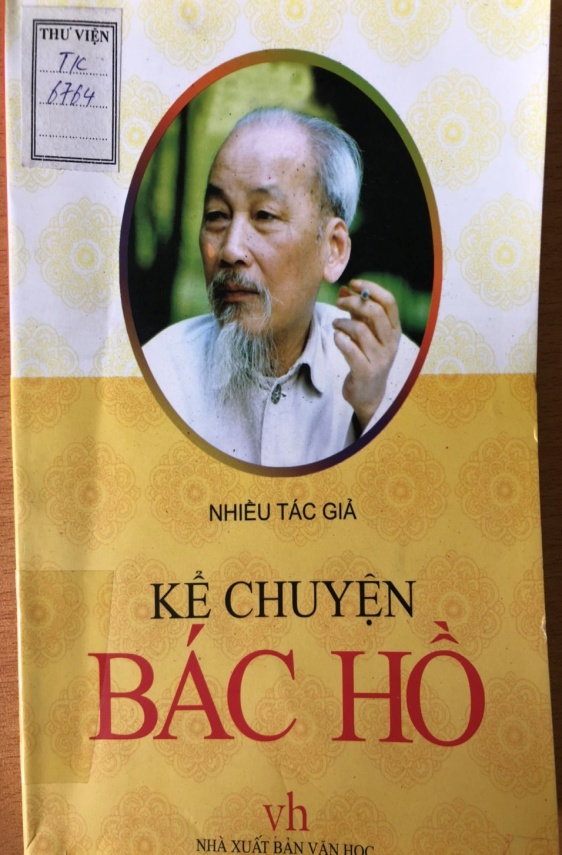 THƯ VIỆN
TK
6764
NHIỀU TÁC GIẢ
KỂ CHUYỆN
BÁC HỒ
vh
NHÀ XUẤT BẢN VĂN HỌC